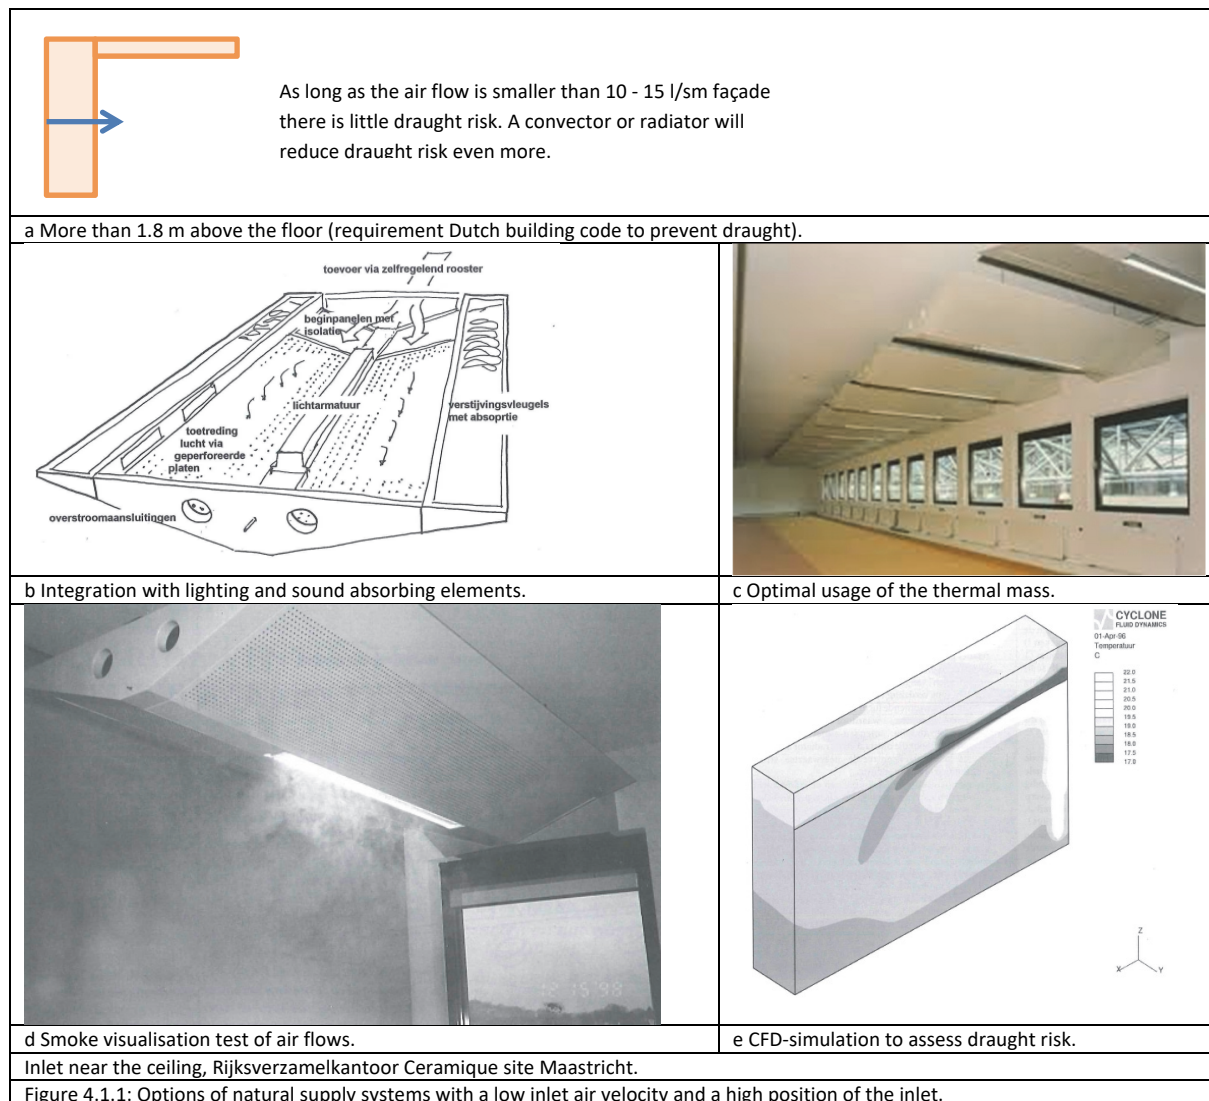 As long as the air flow is smaller than 10 - 15 l/sm façade
there is little draught risk. A convector or radiator will
reduce draught risk even more.
a More than 1.8 m above the floor (requirement Dutch building code to prevent draught).
toevoer via zelfregelend rooster
beginpanelen met
isolatie
lichtarmatuur
verstijvingsvleugels
met absoprtie
toetreding
lucht via
geperforeerde
platen
overstroomaansluitingen
b Integration with lighting and sound absorbing elements.
c Optimal usage of the thermal mass.
12 15'98
CYCLONE
FLUID DYNAMICS
01-Apr-96
Temperatuur
C
22.0
21.5
21.0
20.5
20.0
19.5
19.0
18.5
18.0
17.5
17.0
Z
X
Y
d Smoke visualisation test of air flows.
e CFD-simulation to assess draught risk.
Inlet near the ceiling, Rijksverzamelkantoor Ceramique site Maastricht.
Figure 4.1.1: Options of natural supply systems with a low inlet air velocity and a high position of the inlet.